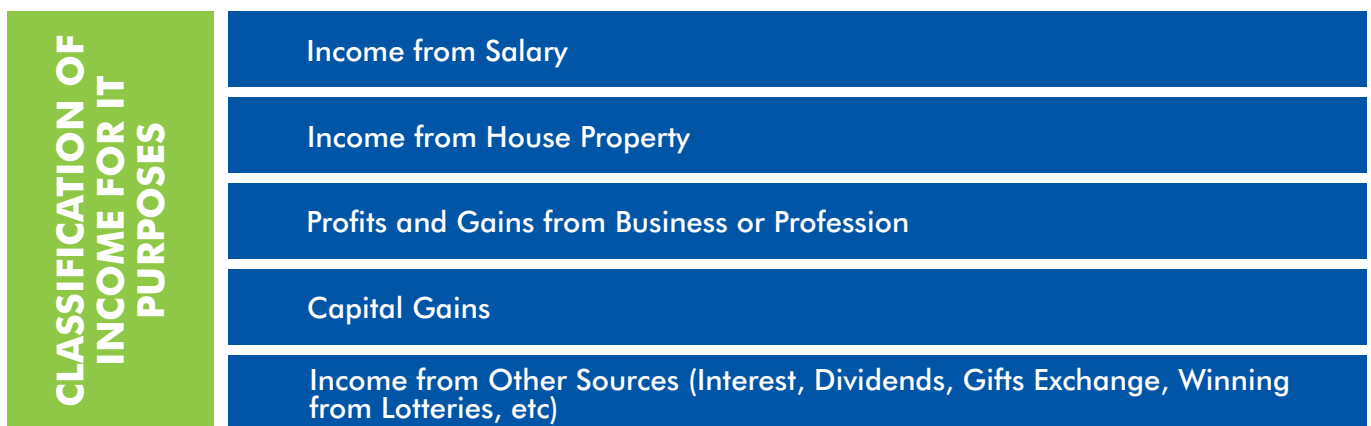 CLASSIFICATION OF
INCOME FOR IT
PURPOSES
Income from Salary
Income from House Property
Profits and Gains from Business or Profession
Capital Gains
Income from Other Sources (Interest, Dividends, Gifts Exchange, Winning
from Lotteries, etc)